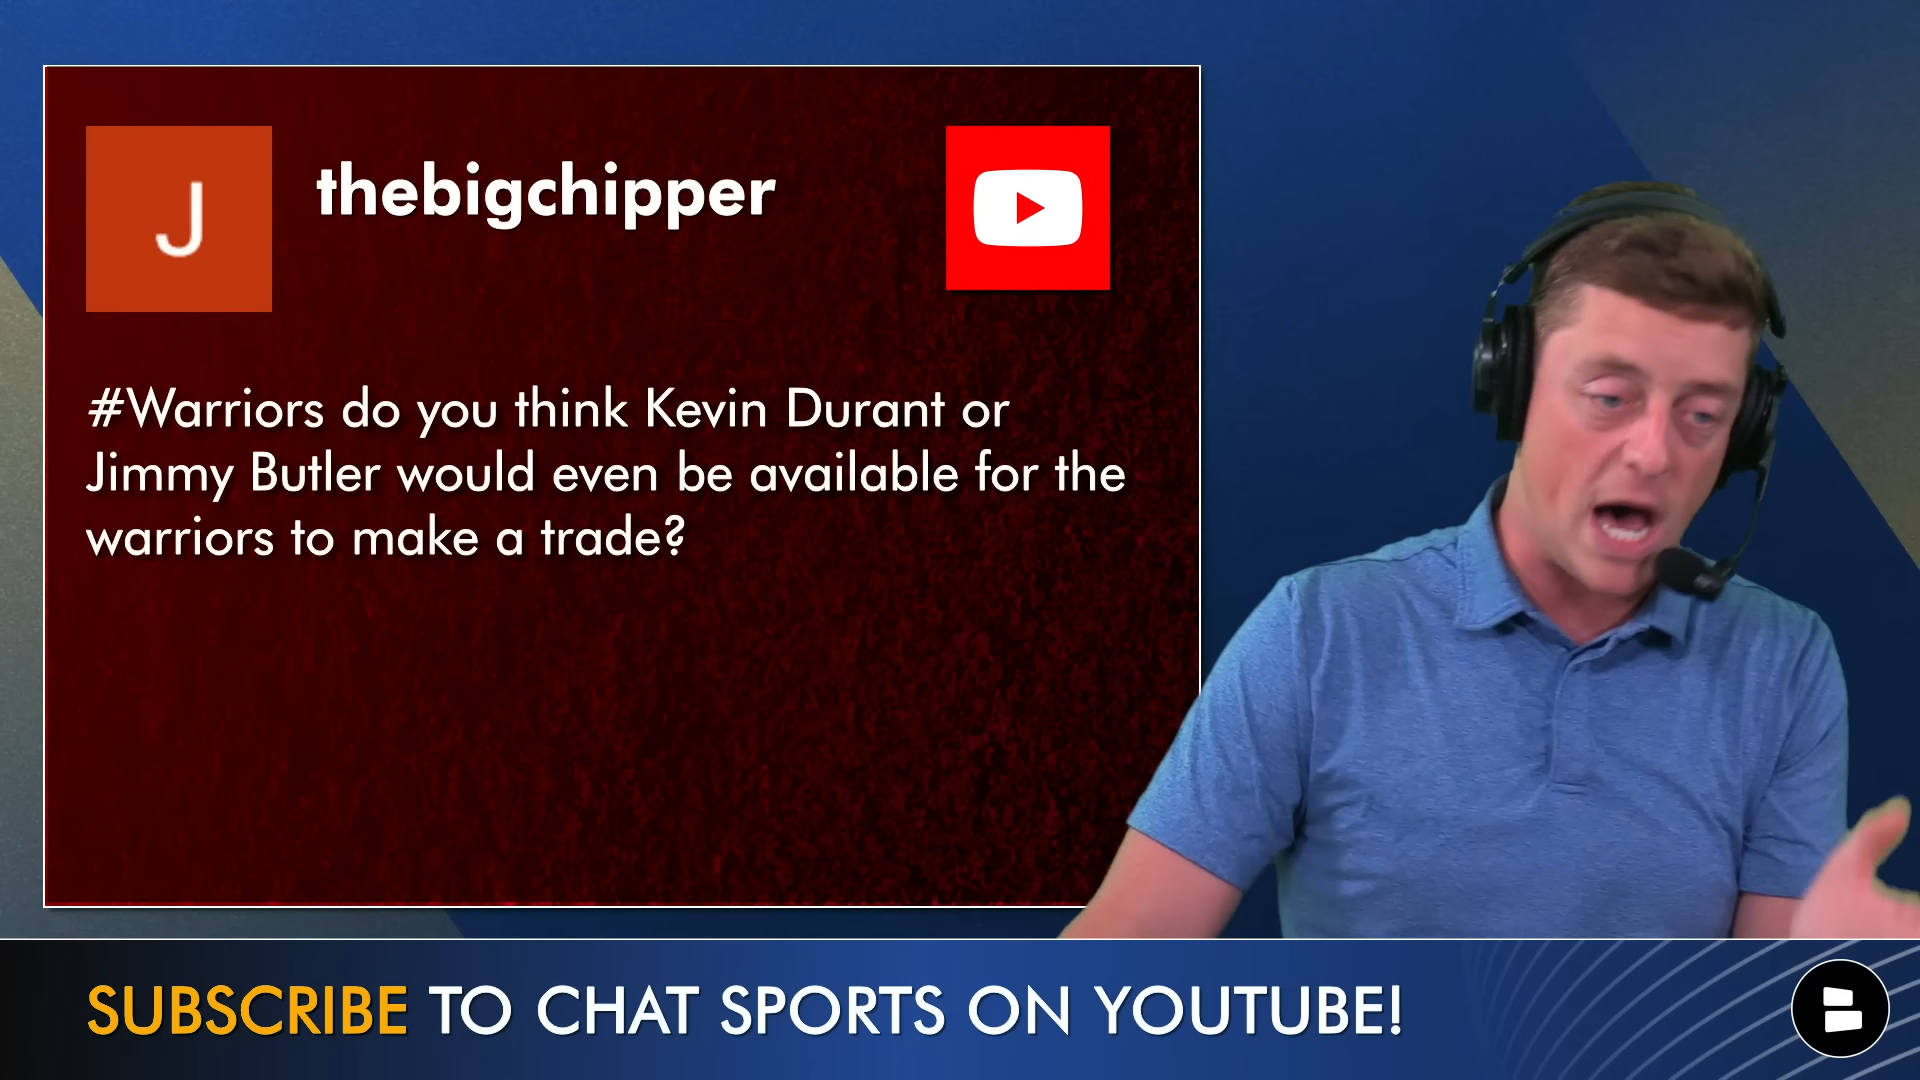 J
thebigchipper
#Warriors do you think Kevin Durant or
Jimmy Butler would even be available for the
warriors to make a trade?
SUBSCRIBE TO CHAT SPORTS ON YOUTUBE!